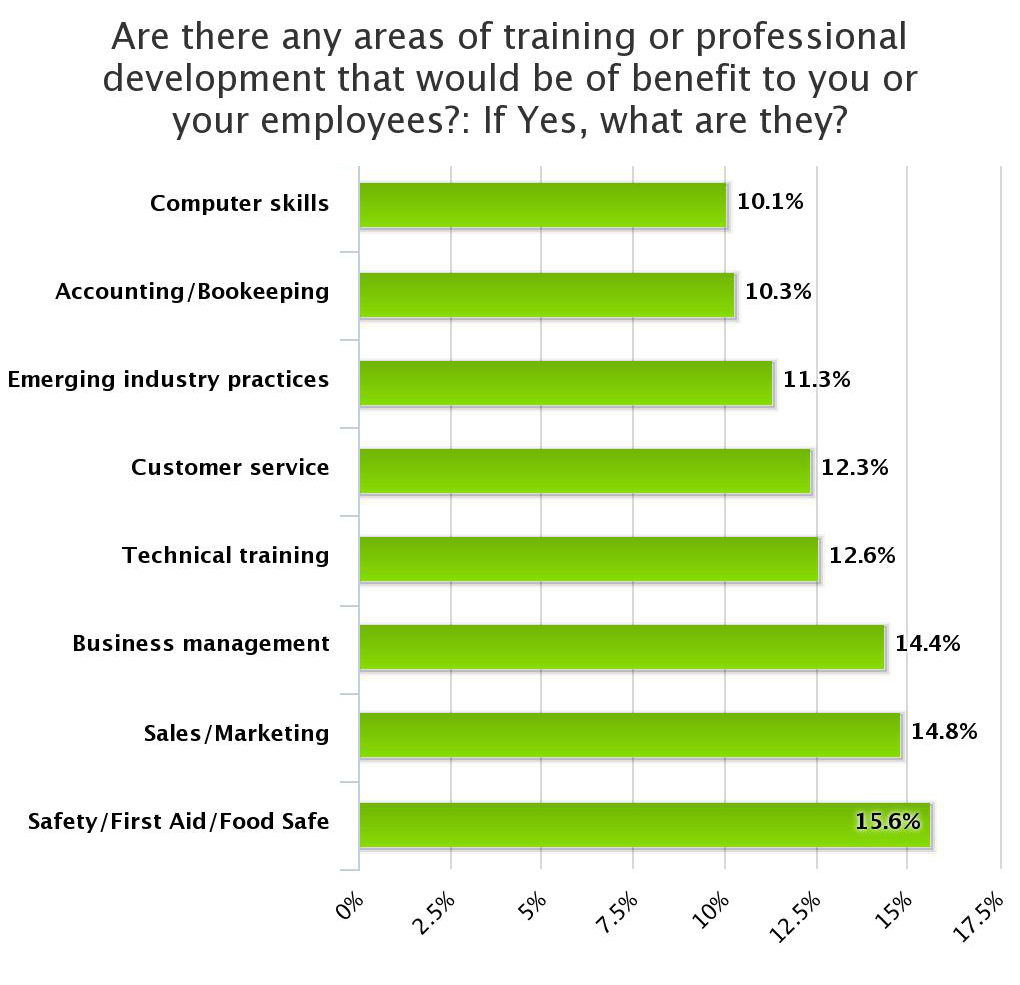 Are there any areas of training or professional
development that would be of benefit to you or
your employees?: If Yes, what are they?
Computer skills
10.1%
Accounting/Bookeeping
10.3%
Emerging industry practices
11.3%
Customer service
12.3%
Technical training
12.6%
Business management
14.4%
Sales/Marketing
14.8%
Safety/First Aid/Food Safe
15.6%
0%
2.5%
5%
7.5%
10%
12.5%
15%
17.5%